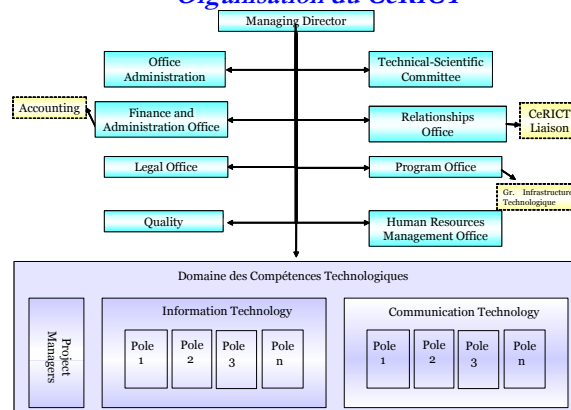 Organisation du CeRICT
Managing Director
Office
Administration
Technical-Scientific
Committee
Accounting
Finance and
Administration Office
Relationships
Office
CeRICT
Liaison
Legal Office
Program Office
Gr. Infrastructure
Technologique
Quality
Human Resources
Management Office
Domaine des Compétences Technologiques
Project
Managers
Information Technology
Pole
1
Pole
2
Pole
3
Pole
n
Communication Technology
Pole
1
Pole
2
Pole
3
Pole
n